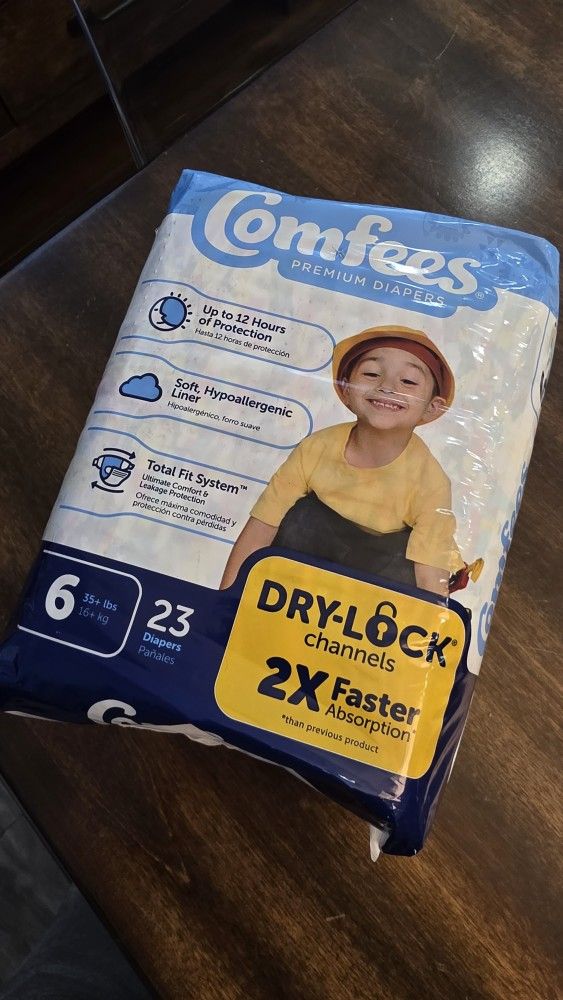 Comfees®
PREMIUM DIAPERS
Up to 12 Hours
of Protection
Hasta 12 horas de protección
Soft, Hypoallergenic
Liner
Hipoalergénico, forro suave
Total Fit System™
Ultimate Comfort &
Leakage Protection
Ofrece máxima comodidad y
protección contra pérdidas
6
35+ lbs
16+ kg
23
Diapers
Pañales
DRY-LOCK®
channels
2X Faster
Absorption*
*than previous product